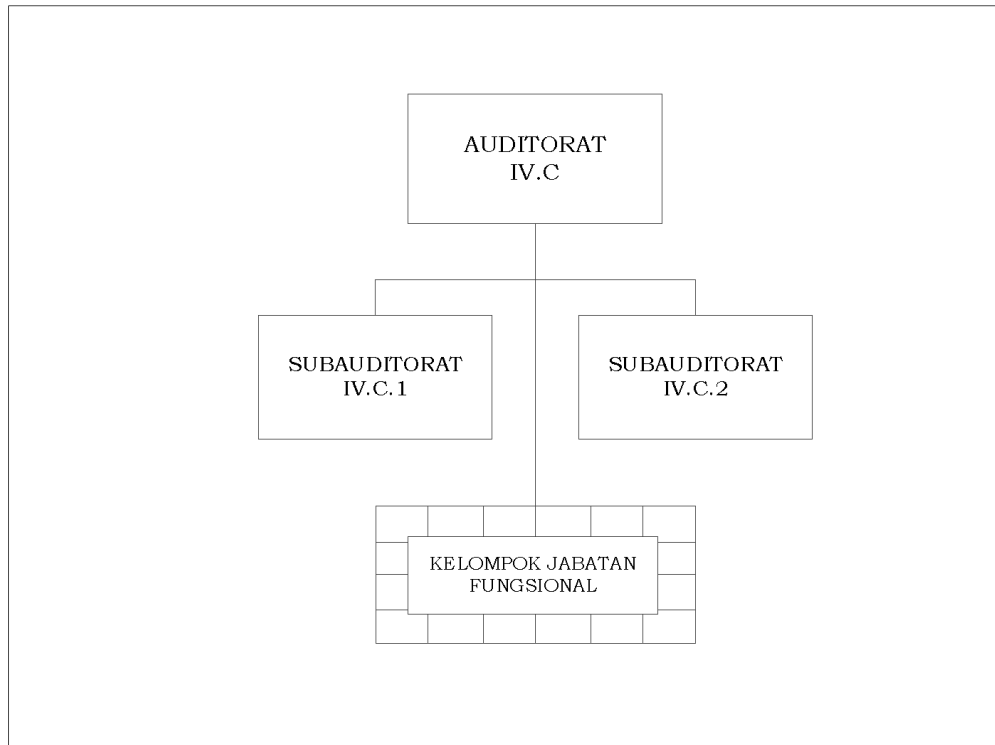 AUDITORAT
IV.C
SUBAUDITORAT
IV.C.1
SUBAUDITORAT
IV.C.2
KELOMPOK JABATAN
FUNGSIONAL